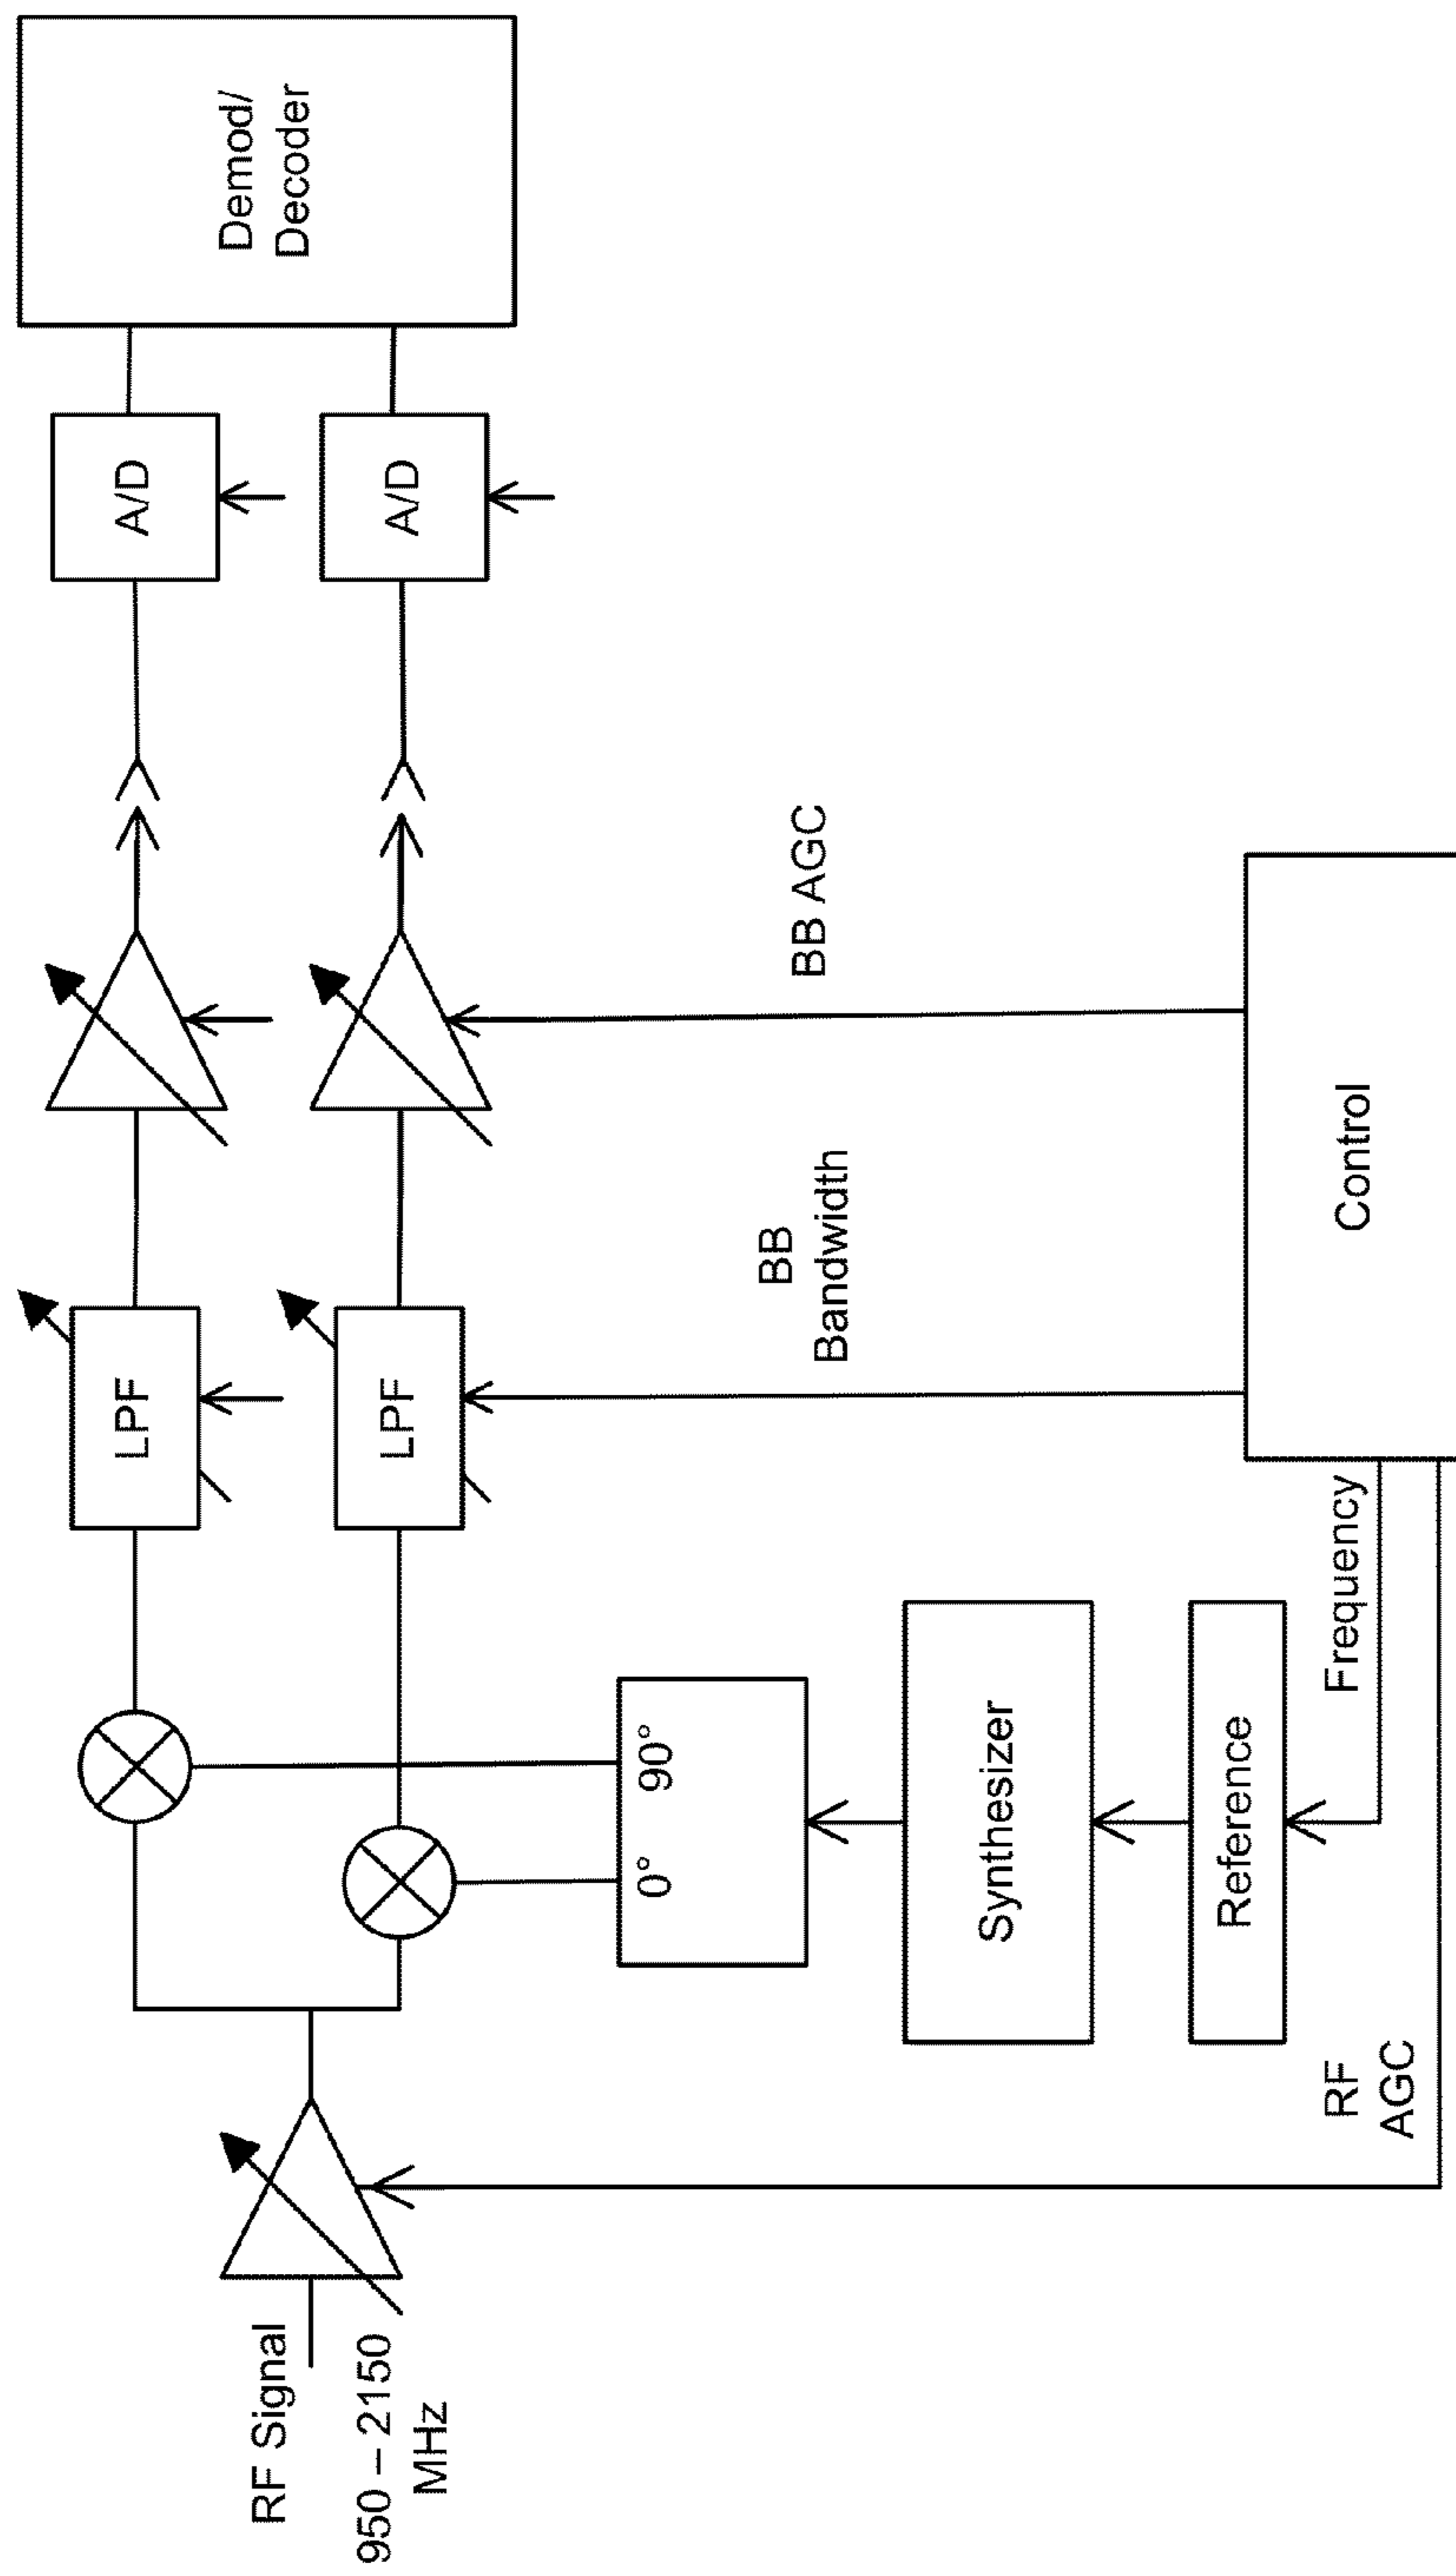 RF Signal
950 – 2150
MHz
LPF
LPF
A/D
A/D
Demod/
Decoder
0°
90°
Synthesizer
Reference
BB
Bandwidth
BB AGC
RF
AGC
Frequency
Control